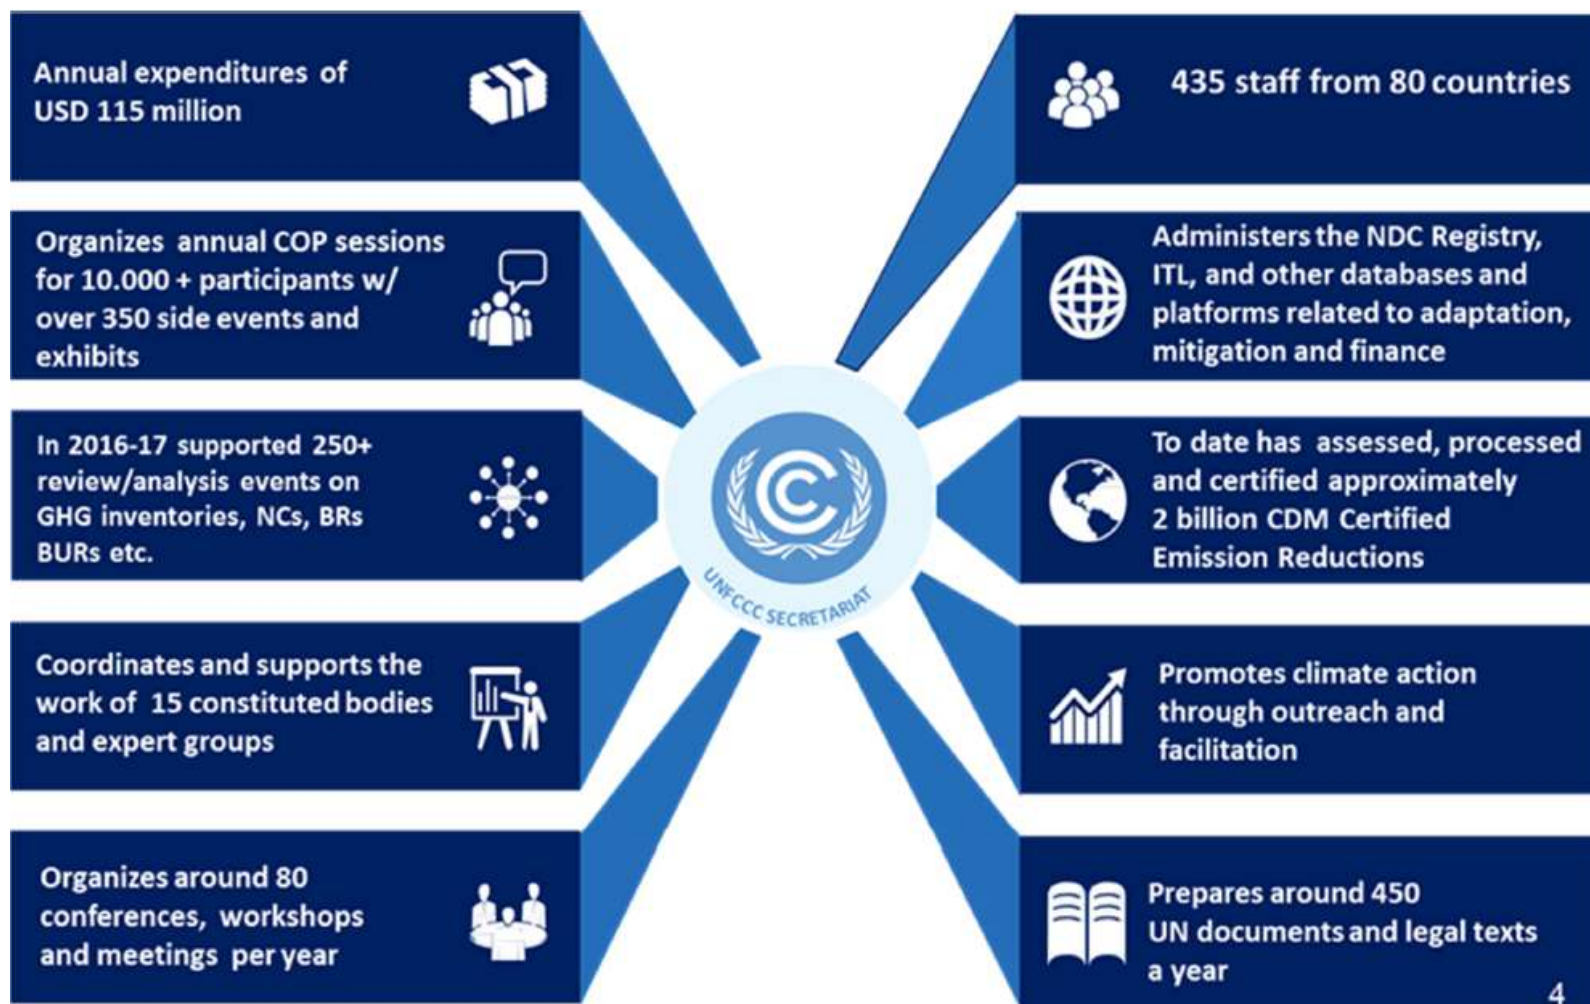 Annual expenditures of
USD 115 million
Organizes annual COP sessions
for 10.000 + participants w/
over 350 side events and
exhibits
In 2016-17 supported 250+
review/analysis events on
GHG inventories, NCs, BRs
BURs etc.
Coordinates and supports the
work of 15 constituted bodies
and expert groups
Organizes around 80
conferences, workshops
and meetings per year
UNFCCC SECRETARIAT
435 staff from 80 countries
Administers the NDC Registry,
ITL, and other databases and
platforms related to adaptation,
mitigation and finance
To date has assessed, processed
and certified approximately
2 billion CDM Certified
Emission Reductions
Promotes climate action
through outreach and
facilitation
Prepares around 450
UN documents and legal texts
a year
4